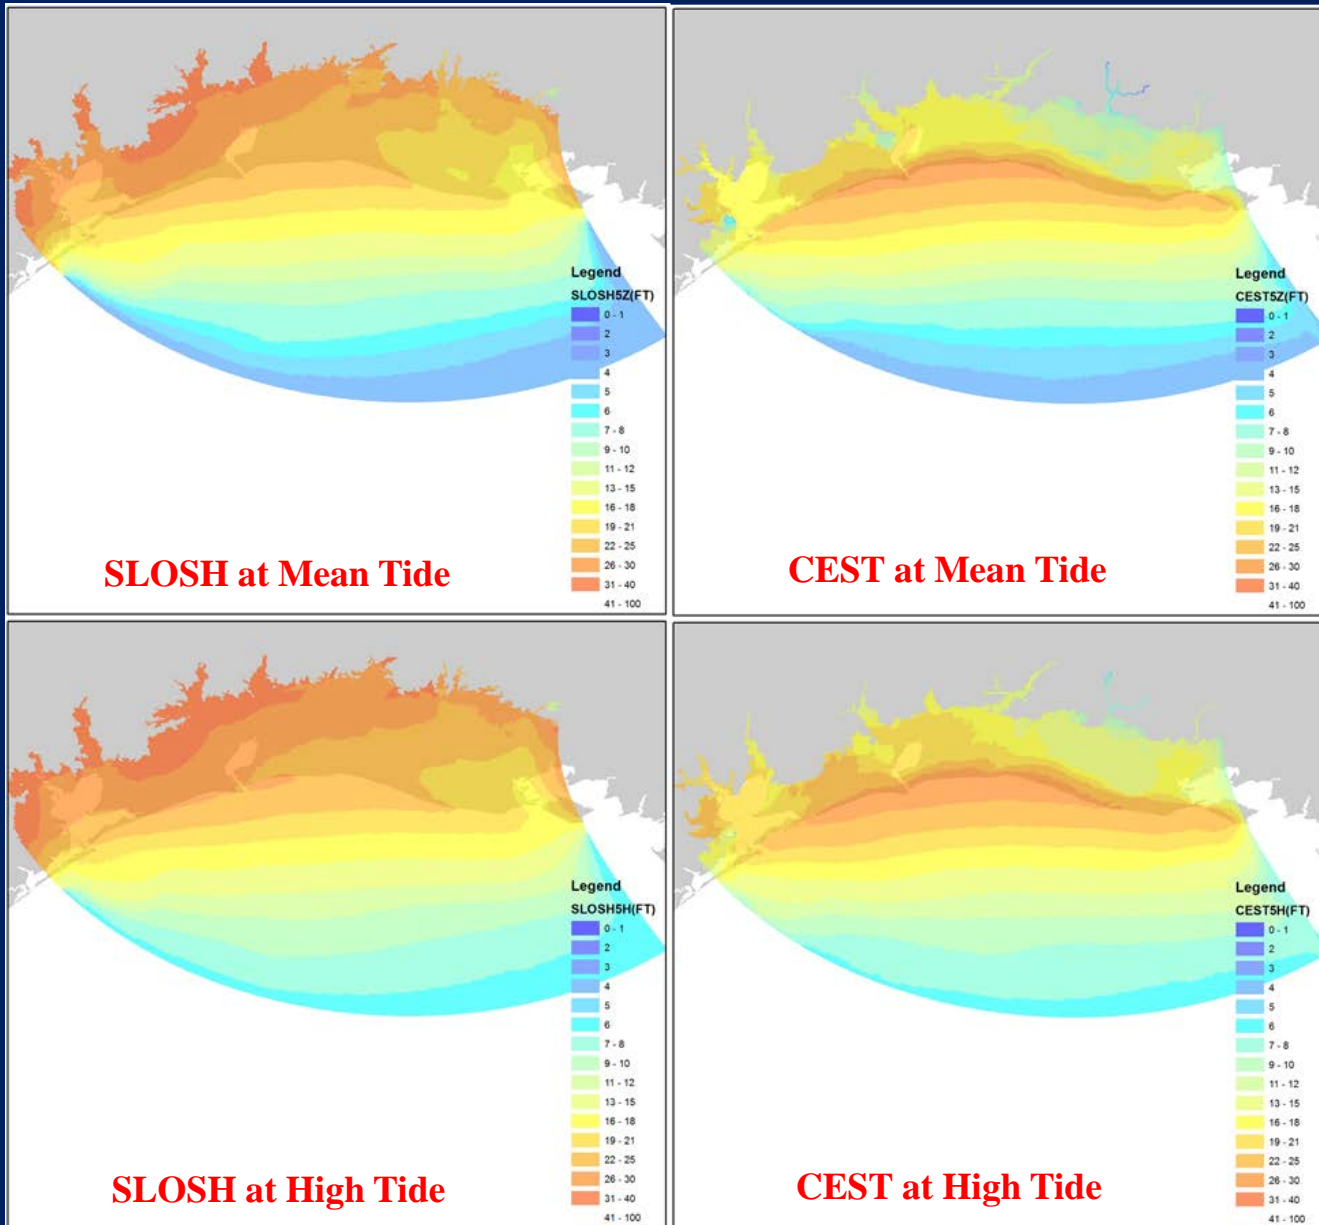 Legend
SLOSH5Z(FT)
0 - 1
2
3
4
5
6
7 - 8
9 - 10
11 - 12
13 - 15
16 - 18
19 - 21
22 - 25
26 - 30
31 - 40
41 - 100
SLOSH at Mean Tide
Legend
CEST5Z(FT)
0 - 1
2
3
4
5
6
7 - 8
9 - 10
11 - 12
13 - 15
16 - 18
19 - 21
22 - 25
26 - 30
31 - 40
41 - 100
CEST at Mean Tide
Legend
SLOSH5H(FT)
0 - 1
2
3
4
5
6
7 - 8
9 - 10
11 - 12
13 - 15
16 - 18
19 - 21
22 - 25
26 - 30
31 - 40
41 - 100
SLOSH at High Tide
Legend
CEST5H(FT)
0 - 1
2
3
4
5
6
7 - 8
9 - 10
11 - 12
13 - 15
16 - 18
19 - 21
22 - 25
26 - 30
31 - 40
41 - 100
CEST at High Tide